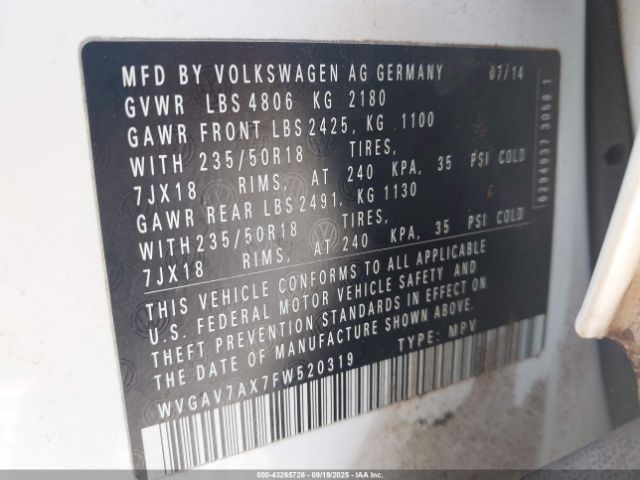 MFD BY VOLKSWAGEN AG GERMANY 07/14
GVWR LBS 4806 KG 2180
GAWR FRONT LBS 2425, KG 1100
WITH 235/50R18 TIRES,
7JX18 RIMS, AT 240 KPA, 35 PSI COLD
GAWR REAR LBS 2491, KG 1130
WITH 235/50R18 TIRES,
7JX18 RIMS, AT 240 KPA, 35 PSI COLD
THIS VEHICLE CONFORMS TO ALL APPLICABLE
U.S. FEDERAL MOTOR VEHICLE SAFETY AND
THEFT PREVENTION STANDARDS IN EFFECT ON
THE DATE OF MANUFACTURE SHOWN ABOVE.
WVGAV7AX7FW520319 TYPE: MPV
000-43265726 - 09/19/2025 - IAA Inc.